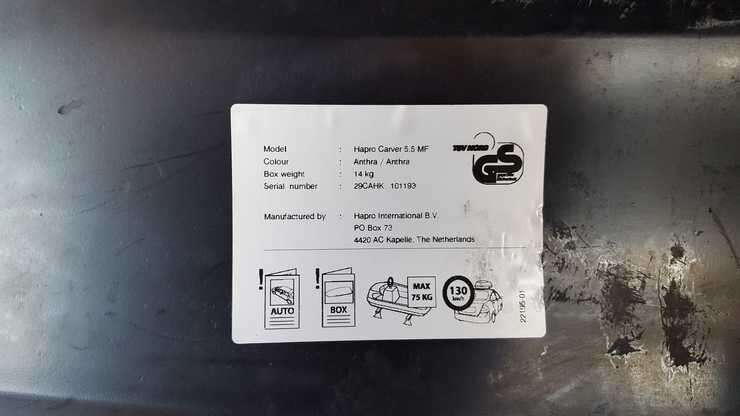 Model : Hapro Carver 5.5 MF
Colour : Anthra / Anthra
Box weight : 14 kg
Serial number : 29CAHK 101193
Manufactured by : Hapro International B.V.
PO Box 73
4420 AC Kapelle, The Netherlands
TÜV NORD
GS
! AUTO
! BOX
MAX
75 KG
130
km/h
22195-01